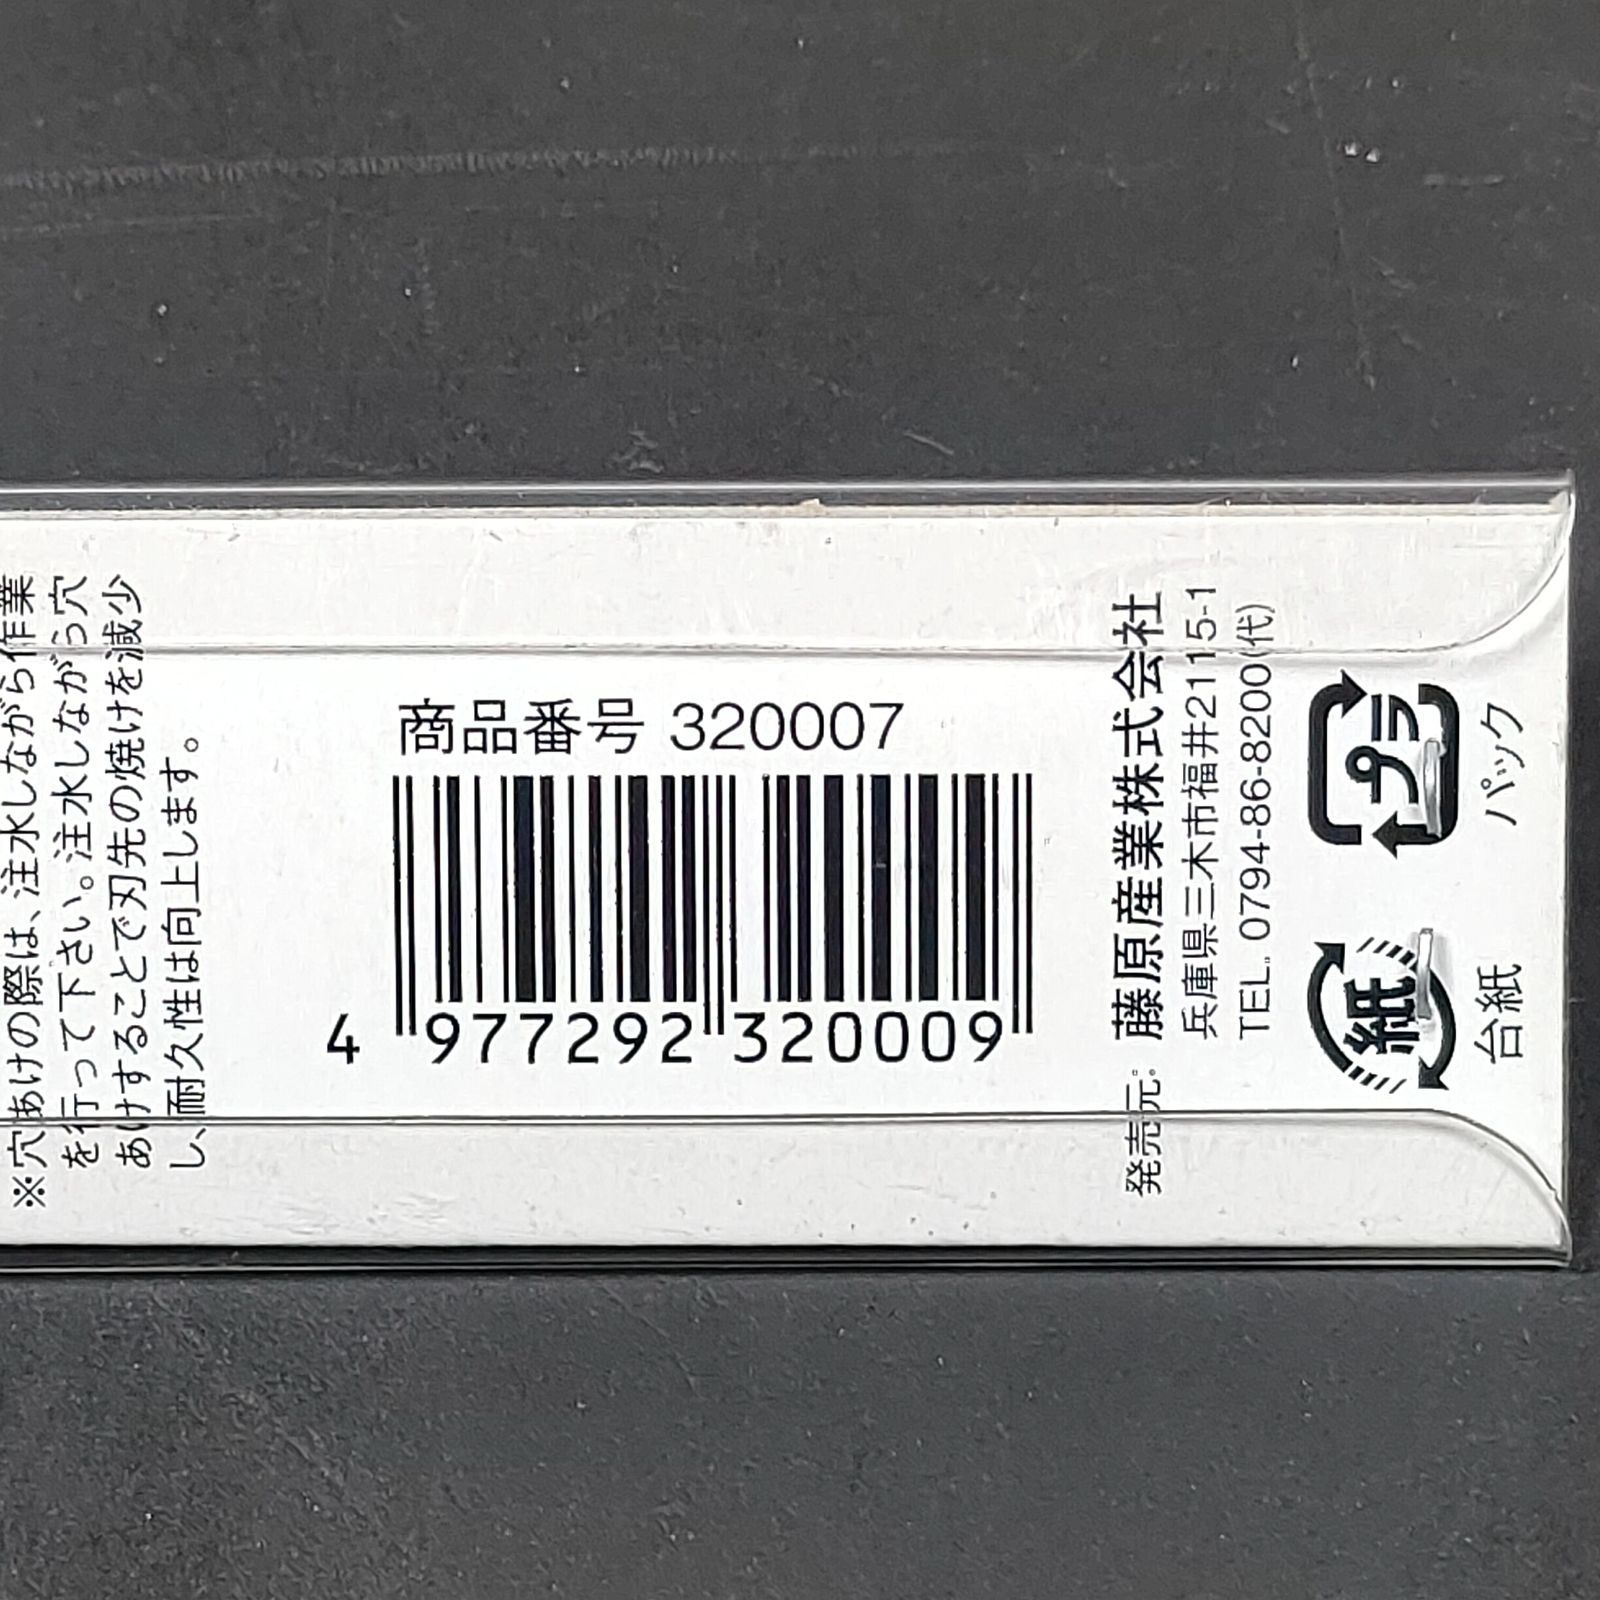 ※穴あけの際は、注水しながら作業
を行って下さい。注水しながら穴
あけすることで刃先の焼けを減少
し、耐久性は向上します。
商品番号 320007
4 977292 320009
発売元: 藤原産業株式会社
兵庫県三木市福井2115-1
TEL. 0794-86-8200(代)
プラ
パック
紙
台紙